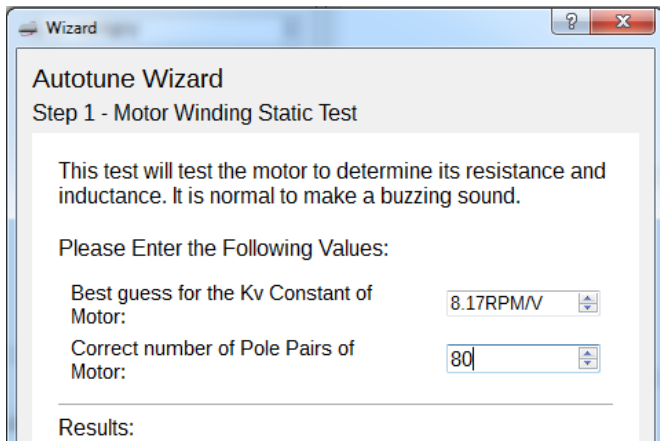 Wizard
Autotune Wizard
Step 1 - Motor Winding Static Test
This test will test the motor to determine its resistance and
inductance. It is normal to make a buzzing sound.
Please Enter the Following Values:
Best guess for the Kv Constant of
Motor:
8.17RPM/V
Correct number of Pole Pairs of
Motor:
80
Results: